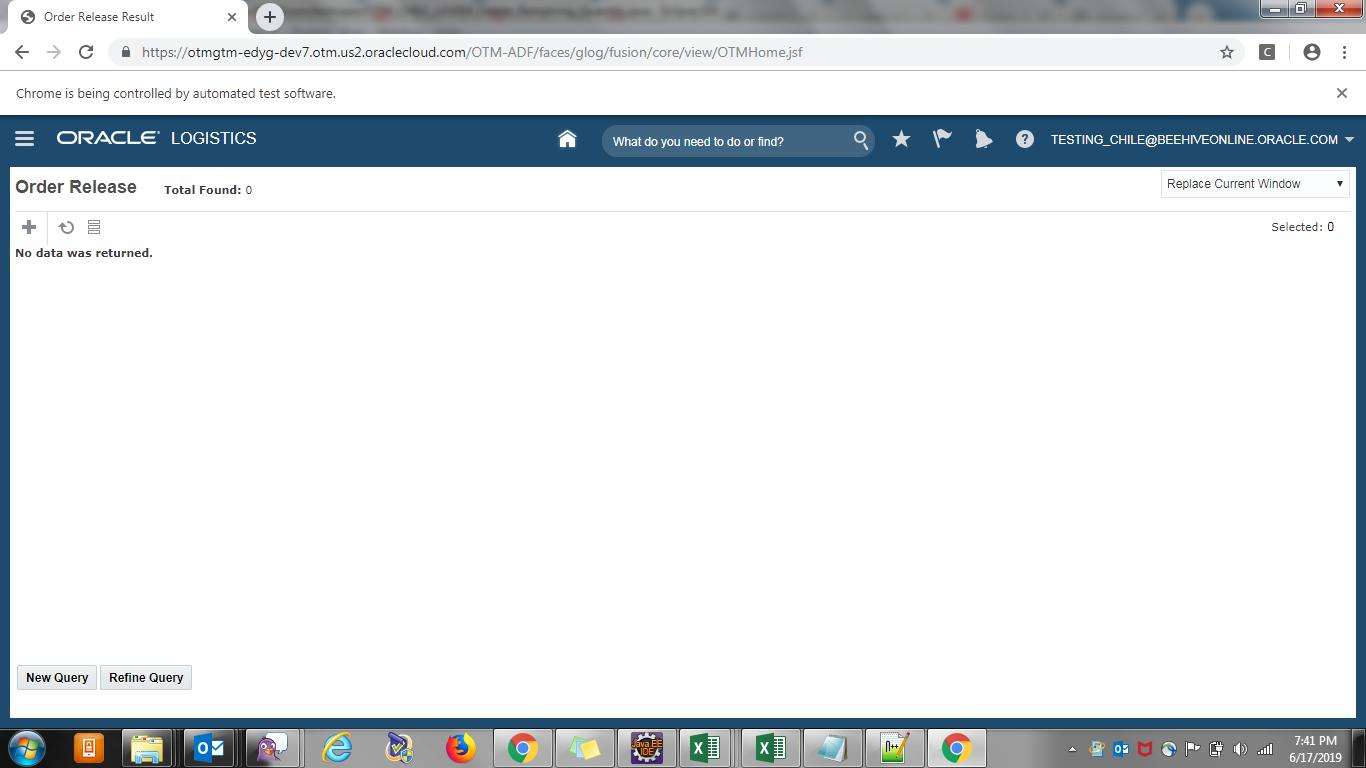 Order Release Result
https://otmgtm-edyg-dev7.otm.us2.oraclecloud.com/OTM-ADF/faces/glog/fusion/core/view/OTMHome.jsf
C
Chrome is being controlled by automated test software.
ORACLE LOGISTICS
What do you need to do or find?
TESTING_CHILE@BEEHIVEONLINE.ORACLE.COM
Order Release
Total Found: 0
Replace Current Window
Selected: 0
No data was returned.
New Query
Refine Query
Java EE
IDE
7:41 PM
6/17/2019